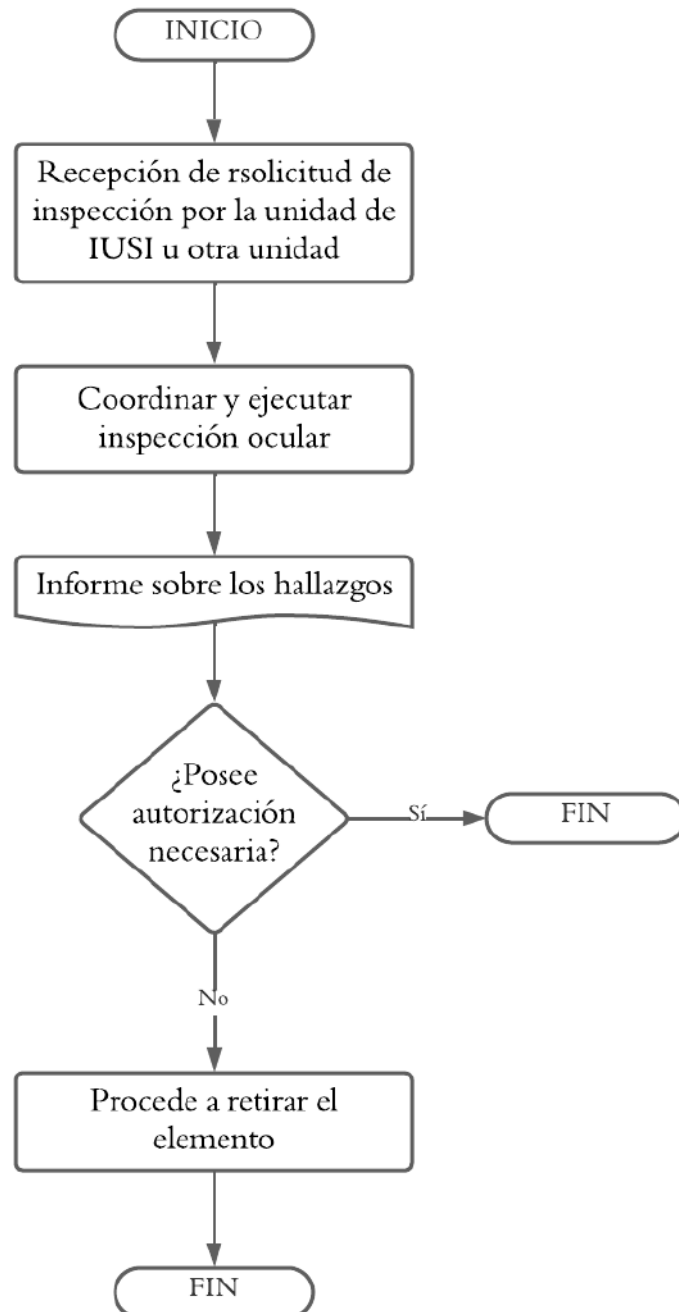 INICIO
Recepción de rsolicitud de
inspección por la unidad de
IUSI u otra unidad
Coordinar y ejecutar
inspección ocular
Informe sobre los hallazgos
¿Posee
autorización
necesaria?
Sí
FIN
No
Procede a retirar el
elemento
FIN